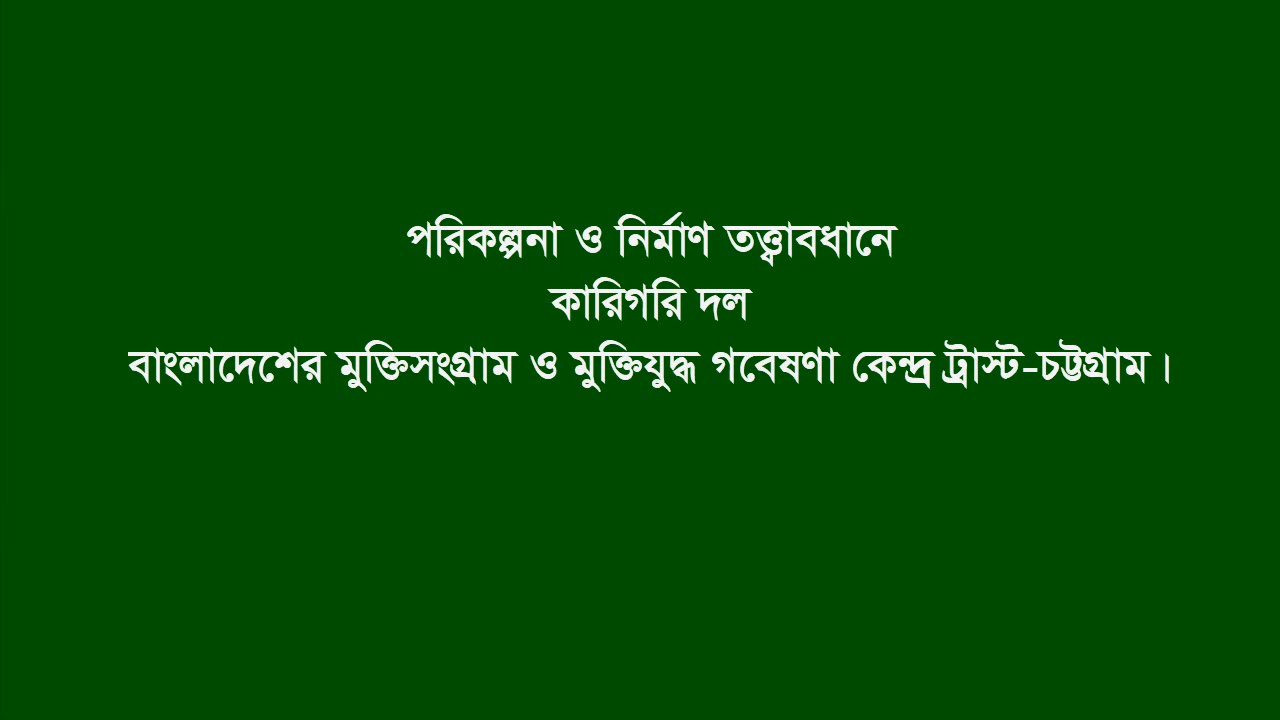 পরিকল্পনা ও নির্মাণ তত্ত্বাবধানে
কারিগরি দল
বাংলাদেশের মুক্তিসংগ্রাম ও মুক্তিযুদ্ধ গবেষণা কেন্দ্র ট্রাস্ট-চট্টগ্রাম।